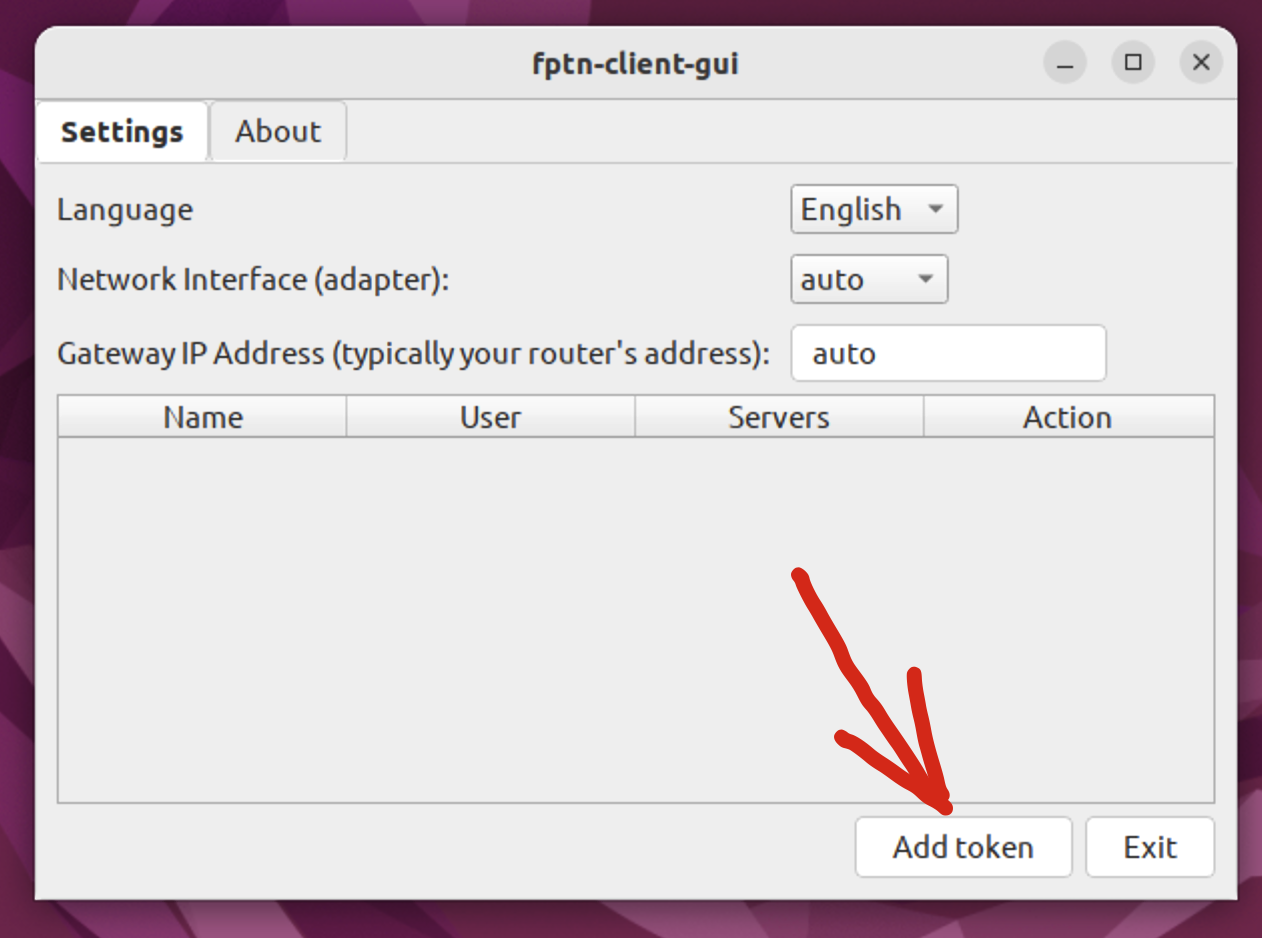 fptn-client-gui
Settings About
Language English
Network Interface (adapter): auto
Gateway IP Address (typically your router's address): auto
Name User Servers Action
Add token Exit